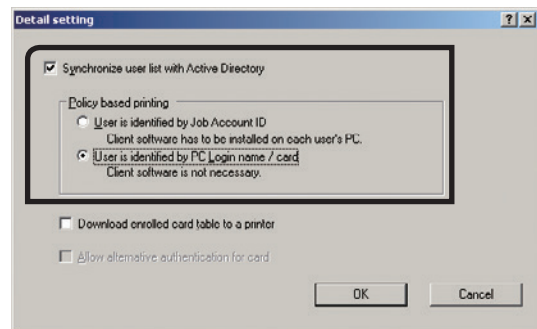 Detail setting
Synchronize user list with Active Directory
Policy based printing
User is identified by Job Account ID
Client software has to be installed on each user's PC.
User is identified by PC Login name / card
Client software is not necessary.
Download enrolled card table to a printer
Allow alternative authentication for card
OK Cancel